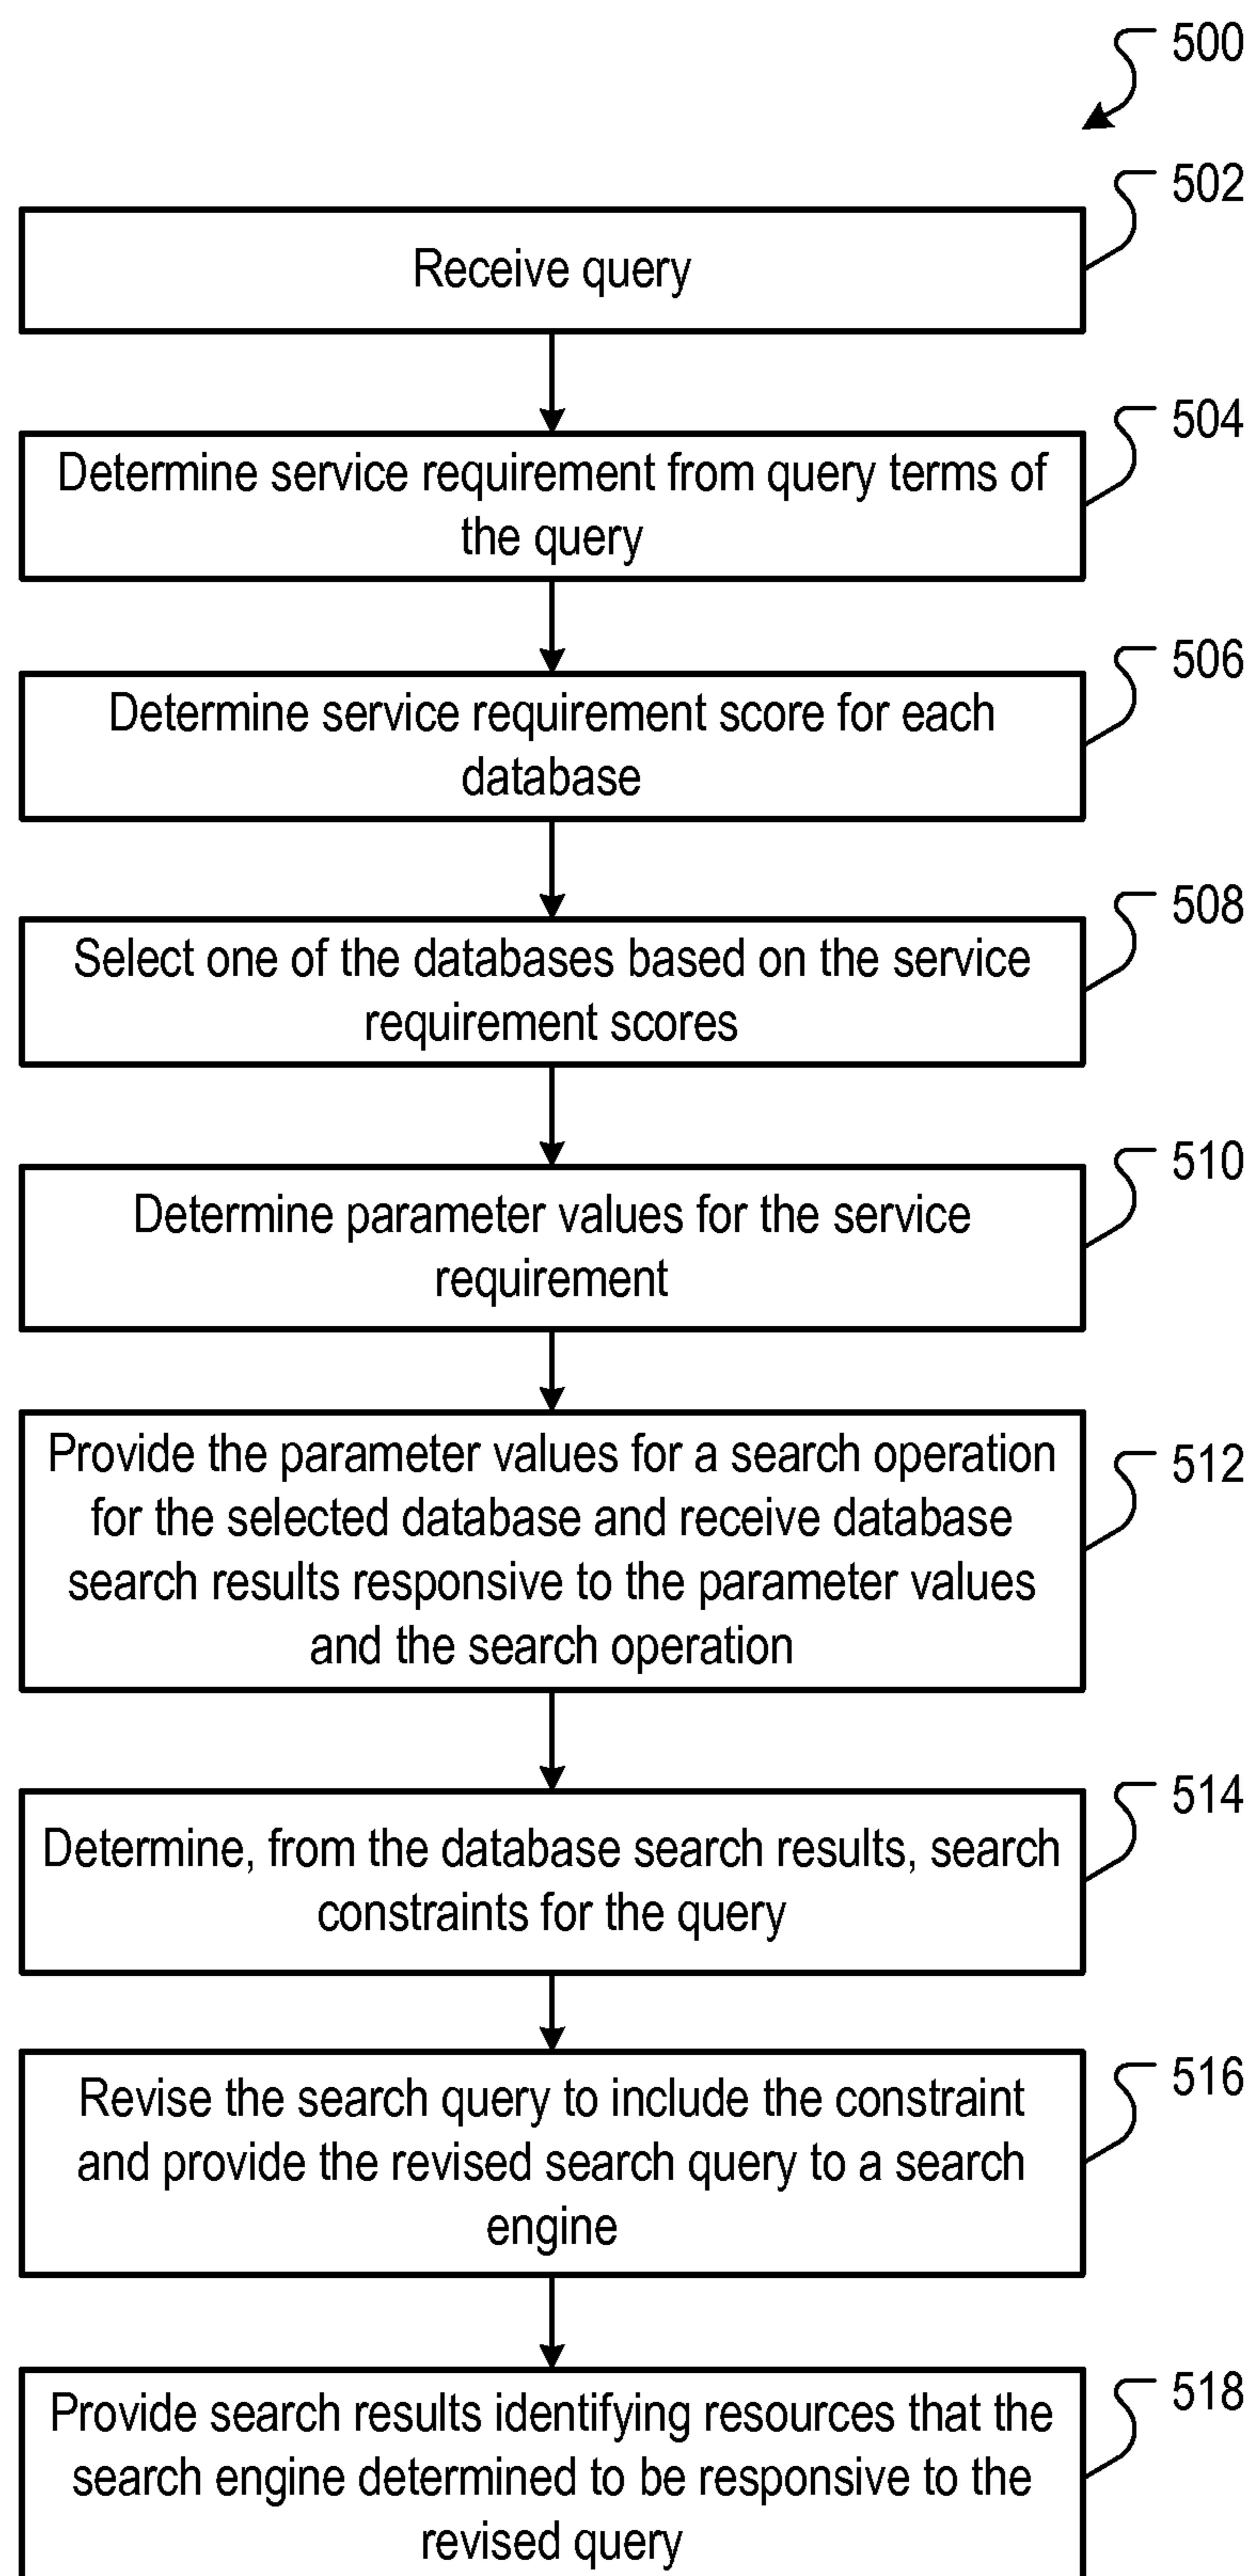 500
502
Receive query
504
Determine service requirement from query terms of
the query
506
Determine service requirement score for each
database
508
Select one of the databases based on the service
requirement scores
510
Determine parameter values for the service
requirement
512
Provide the parameter values for a search operation
for the selected database and receive database
search results responsive to the parameter values
and the search operation
514
Determine, from the database search results, search
constraints for the query
516
Revise the search query to include the constraint
and provide the revised search query to a search
engine
518
Provide search results identifying resources that the
search engine determined to be responsive to the
revised query